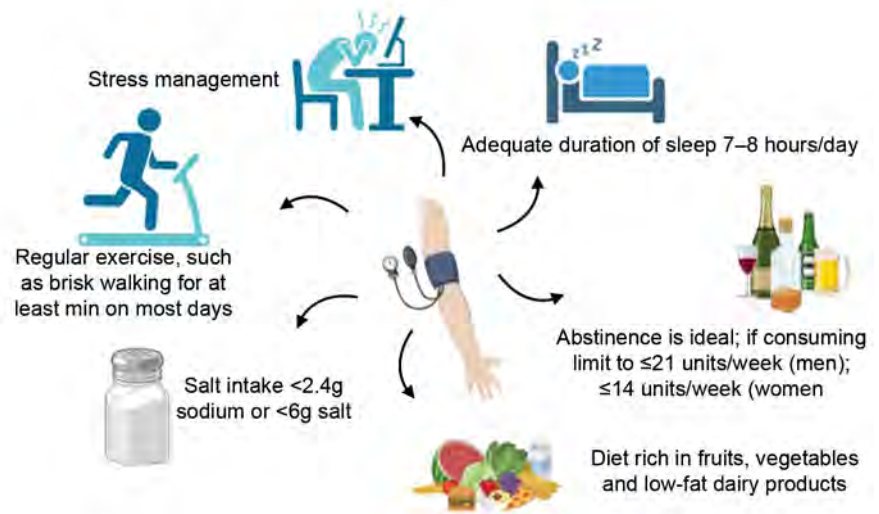 Stress management
Adequate duration of sleep 7–8 hours/day
Regular exercise, such
as brisk walking for at
least min on most days
Abstinence is ideal; if consuming
limit to ≤21 units/week (men);
≤14 units/week (women
Salt intake <2.4g
sodium or <6g salt
Diet rich in fruits, vegetables
and low-fat dairy products